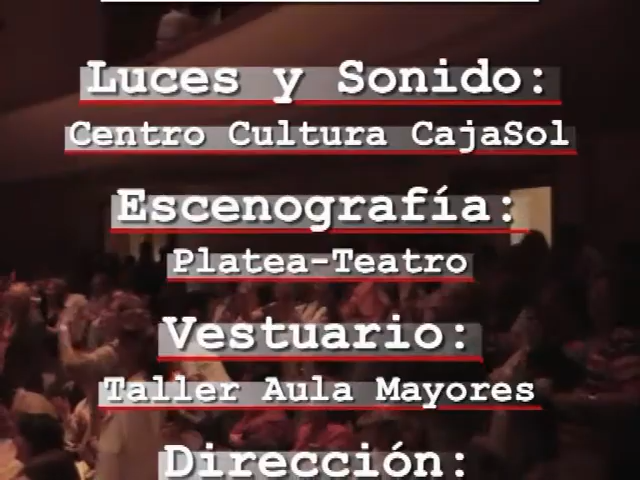 Luces y Sonido:
Centro Cultura CajaSol
Escenografía:
Platea-Teatro
Vestuario:
Taller Aula Mayores
Dirección: